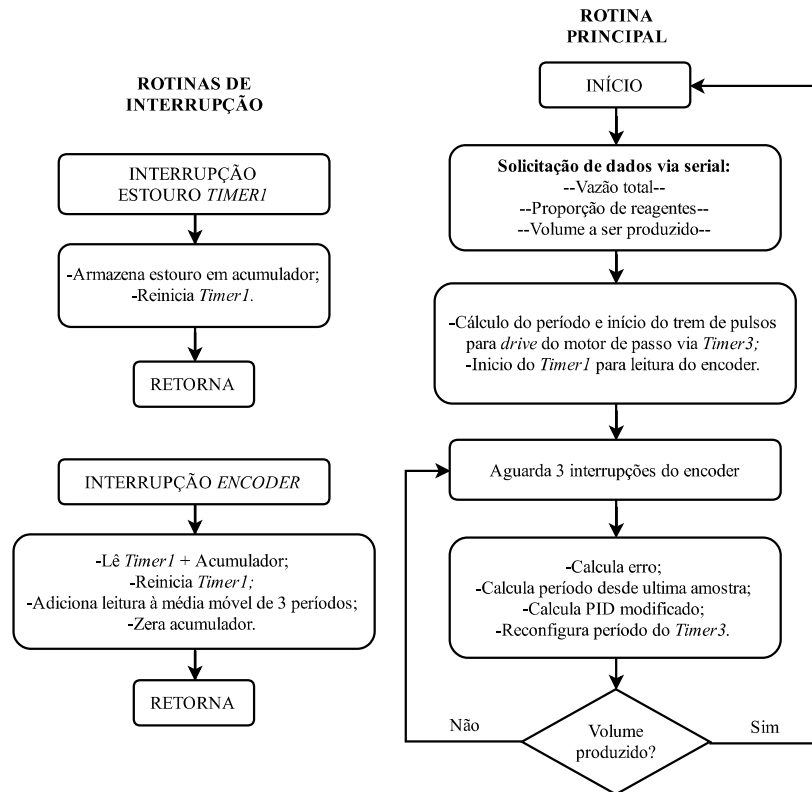 ROTINAS DE
INTERRUPÇÃO
INTERRUPÇÃO
ESTOURO TIMER1
-Armazena estouro em acumulador;
-Reinicia Timer1.
RETORNA
INTERRUPÇÃO ENCODER
-Lê Timer1 + Acumulador;
-Reinicia Timer1;
-Adiciona leitura à média móvel de 3 períodos;
-Zera acumulador.
RETORNA
ROTINA
PRINCIPAL
INÍCIO
Solicitação de dados via serial:
--Vazão total--
--Proporção de reagentes--
--Volume a ser produzido--
-Cálculo do período e início do trem de pulsos
para drive do motor de passo via Timer3;
-Inicio do Timer1 para leitura do encoder.
Aguarda 3 interrupções do encoder
-Calcula erro;
-Calcula período desde ultima amostra;
-Calcula PID modificado;
-Reconfigura período do Timer3.
Não
Volume
produzido?
Sim